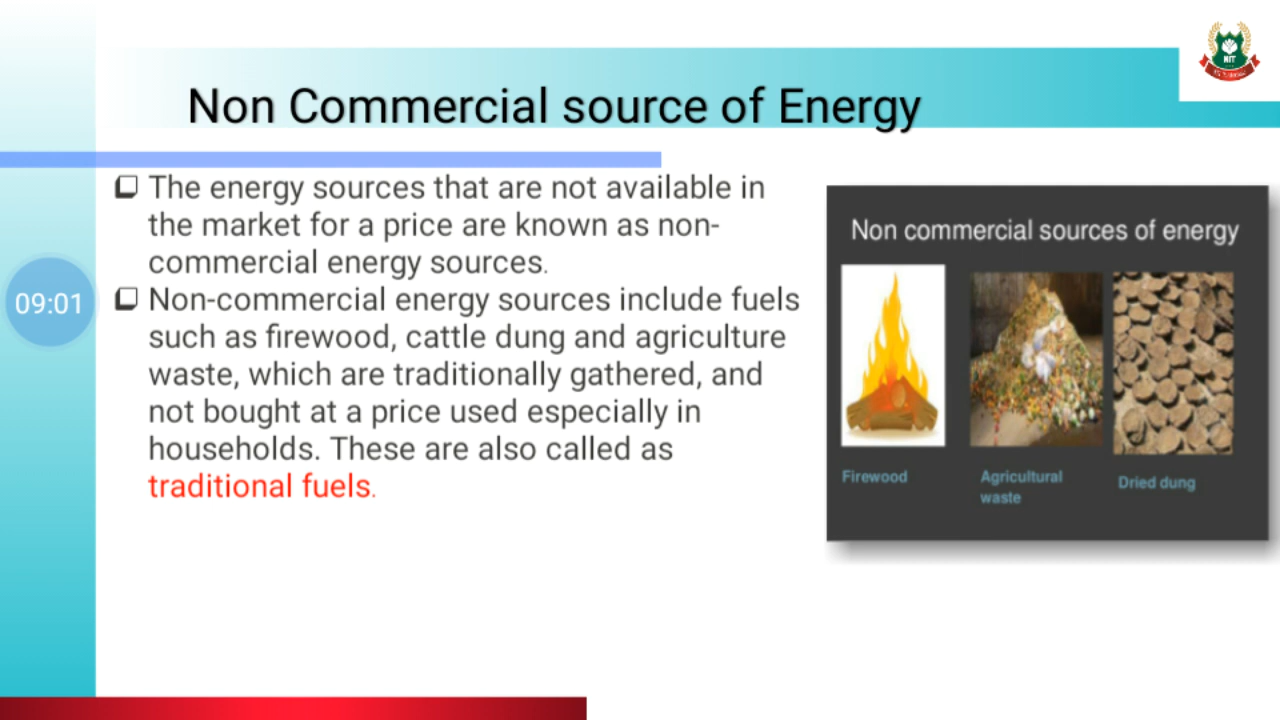 NIT
Non Commercial source of Energy
❑ The energy sources that are not available in
the market for a price are known as non-
commercial energy sources.
❑ Non-commercial energy sources include fuels
such as firewood, cattle dung and agriculture
waste, which are traditionally gathered, and
not bought at a price used especially in
households. These are also called as
traditional fuels.
09:01
Non commercial sources of energy
Firewood
Agricultural
waste
Dried dung